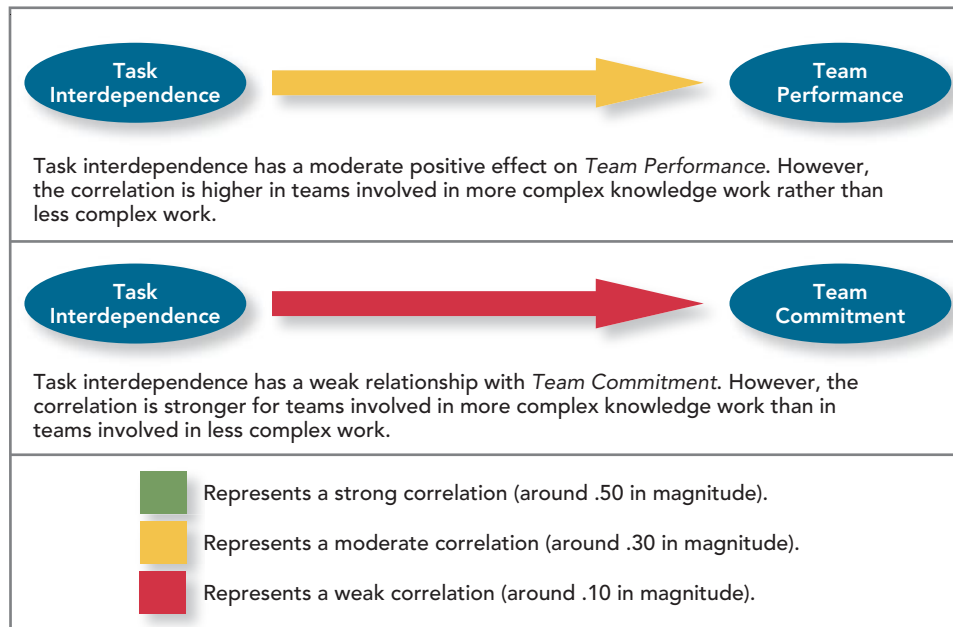 Task
Interdependence
Team
Performance
Task interdependence has a moderate positive effect on Team Performance. However,
the correlation is higher in teams involved in more complex knowledge work rather than
less complex work.
Task
Interdependence
Team
Commitment
Task interdependence has a weak relationship with Team Commitment. However, the
correlation is stronger for teams involved in more complex knowledge work than in
teams involved in less complex work.
Represents a strong correlation (around .50 in magnitude).
Represents a moderate correlation (around .30 in magnitude).
Represents a weak correlation (around .10 in magnitude).